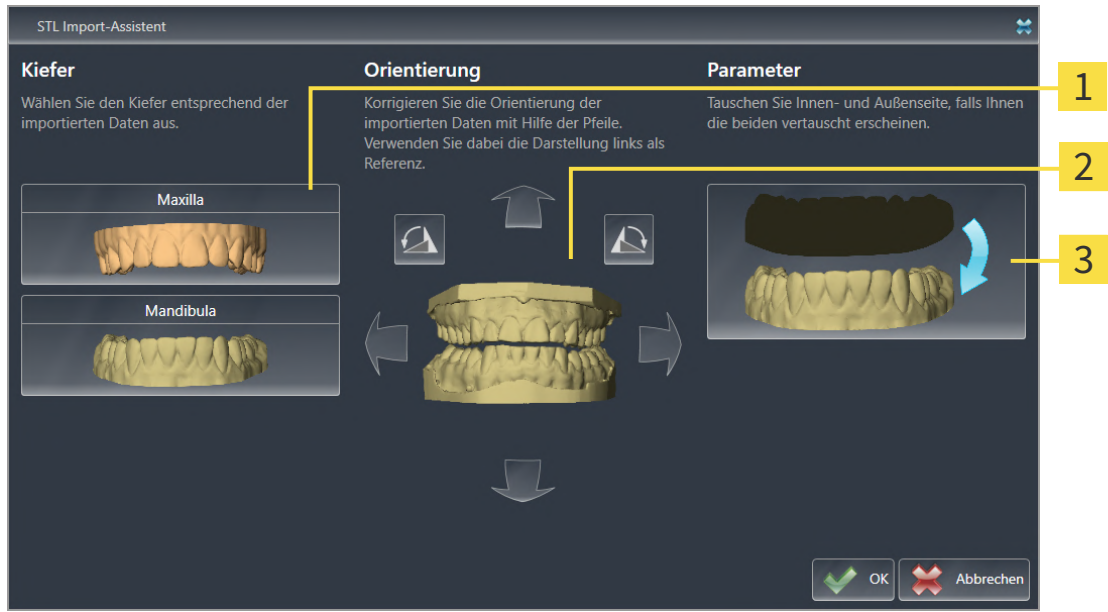 STL Import-Assistent
Kiefer
Wählen Sie den Kiefer entsprechend der
importierten Daten aus.
Maxilla
Mandibula
Orientierung
Korrigieren Sie die Orientierung der
importierten Daten mit Hilfe der Pfeile.
Verwenden Sie dabei die Darstellung links als
Referenz.
Parameter
Tauschen Sie Innen- und Außenseite, falls Ihnen
die beiden vertauscht erscheinen.
1
2
3
OK
Abbrechen